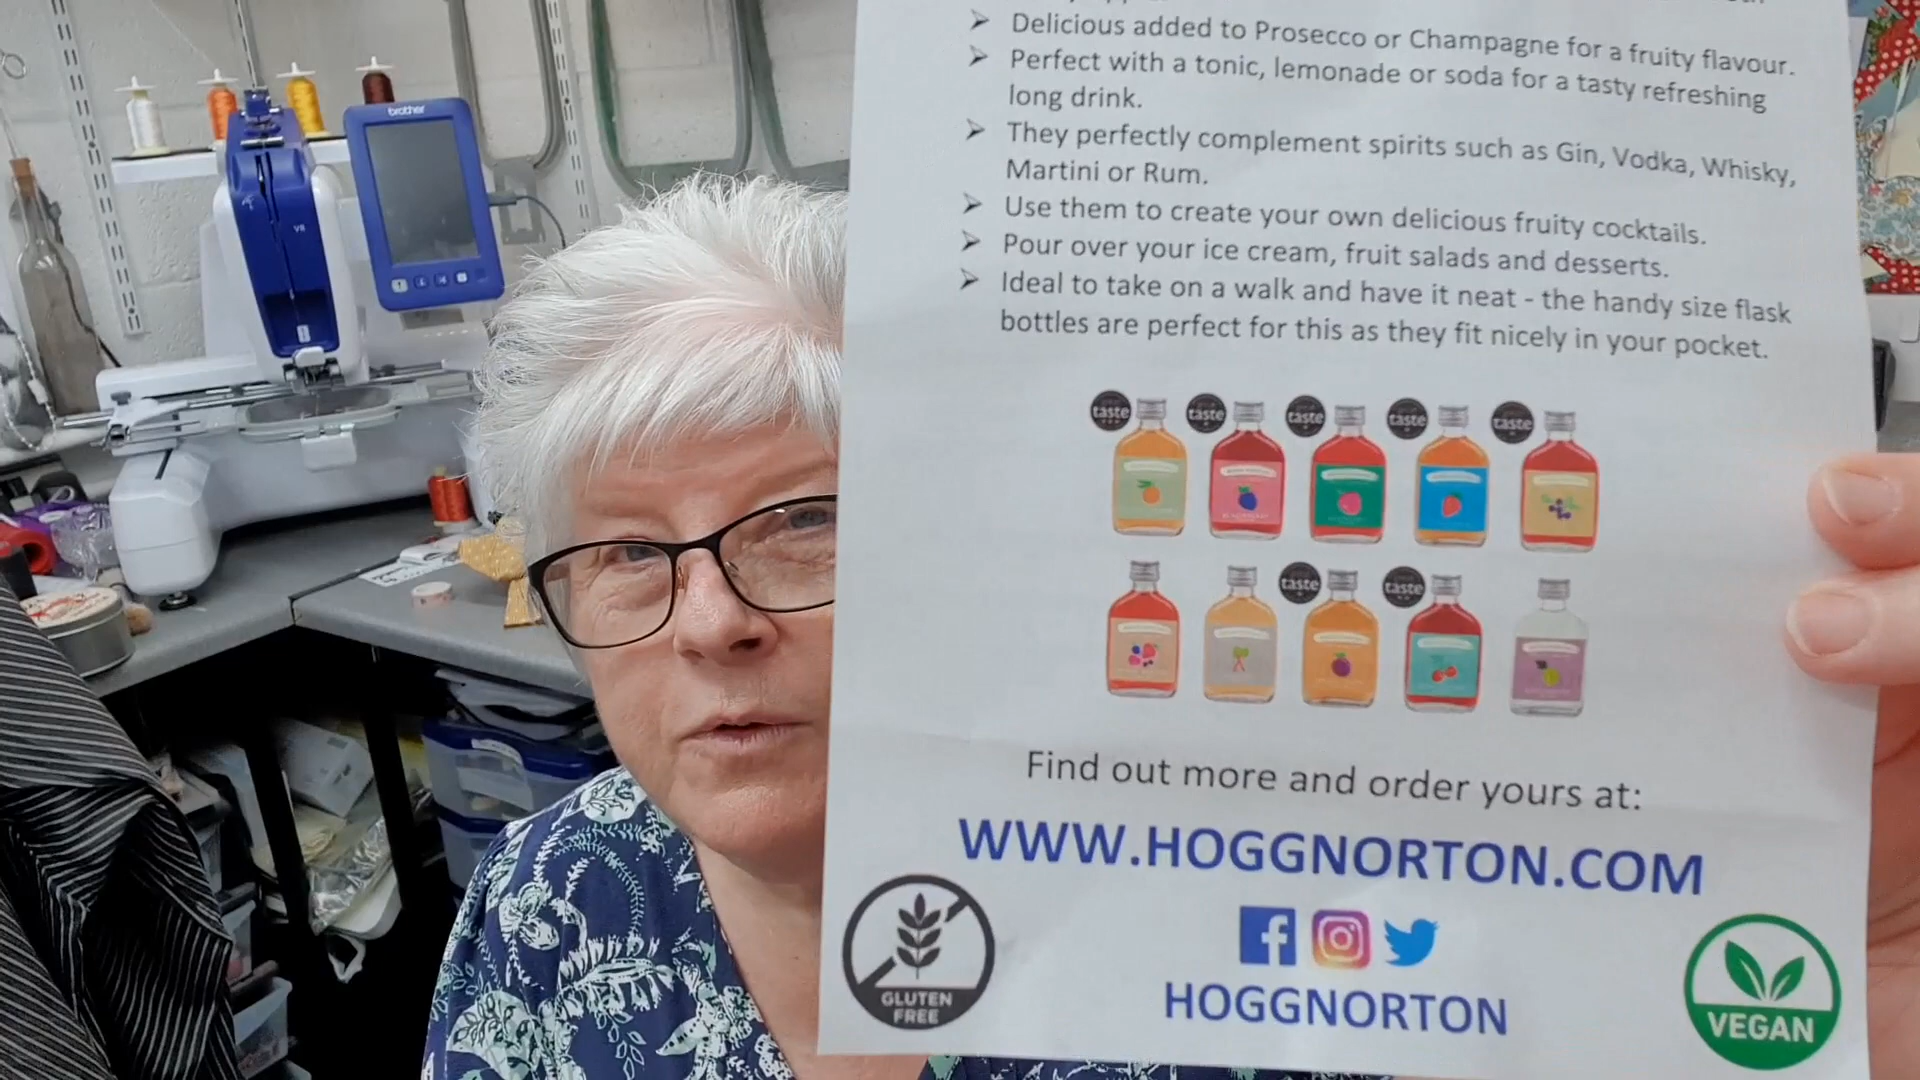 Delicious added to Prosecco or Champagne for a fruity flavour.
Perfect with a tonic, lemonade or soda for a tasty refreshing
long drink.
They perfectly complement spirits such as Gin, Vodka, Whisky,
Martini or Rum.
Use them to create your own delicious fruity cocktails.
Pour over your ice cream, fruit salads and desserts.
Ideal to take on a walk and have it neat - the handy size flask
bottles are perfect for this as they fit nicely in your pocket.
taste taste taste taste taste
taste taste
Find out more and order yours at:
WWW.HOGGNORTON.COM
HOGGNORTON
GLUTEN
FREE
VEGAN
brother
VR